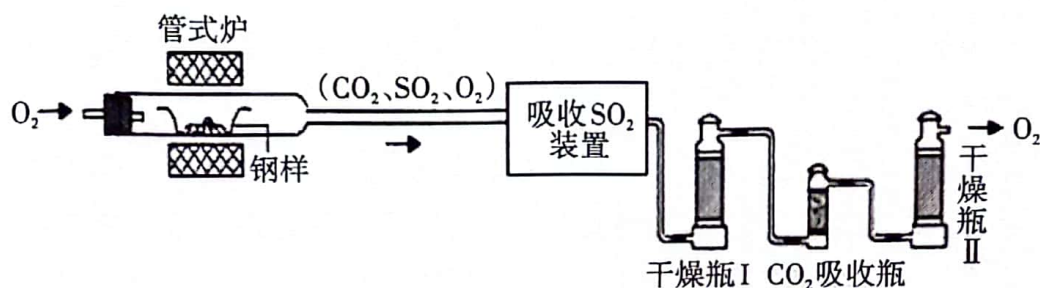 管式炉
(CO₂、SO₂、O₂)
O₂
吸收SO₂
装置
O₂
钢样
干燥瓶Ⅱ
干燥瓶Ⅰ CO₂吸收瓶